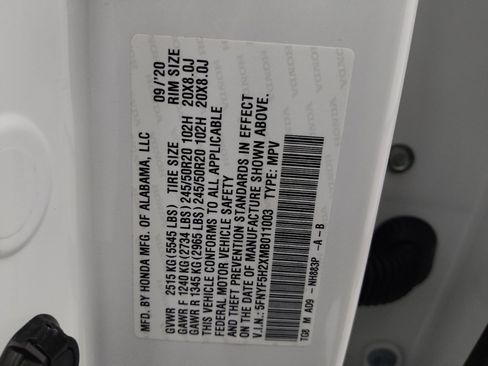 MFD. BY HONDA MFG. OF ALABAMA, LLC 09/'20
GVWR 2515 KG (5545 LBS) TIRE SIZE RIM SIZE
GAWR F 1240 KG (2734 LBS) 245/50R20 102H 20X8.0J
GAWR R 1345 KG (2965 LBS) 245/50R20 102H 20X8.0J
THIS VEHICLE CONFORMS TO ALL APPLICABLE
FEDERAL MOTOR VEHICLE SAFETY
AND THEFT PREVENTION STANDARDS IN EFFECT
ON THE DATE OF MANUFACTURE SHOWN ABOVE.
V.I.N.: 5FNYF5H2XMB011003 TYPE: MPV
TG8 M A09 -NH883P -A-B